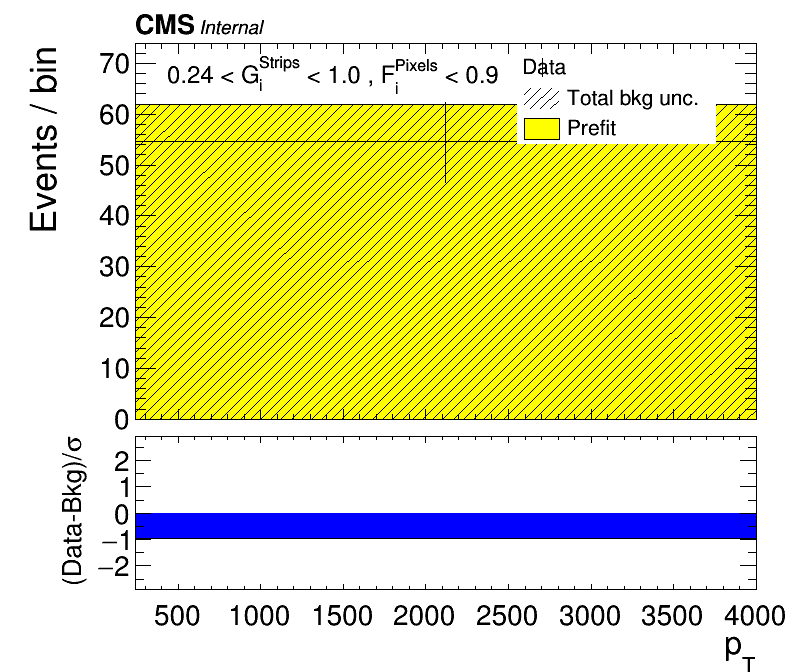 CMS Internal
0.24 < G_i^Strips < 1.0 , F_i^Pixels < 0.9
Data
Total bkg unc.
Prefit
Events / bin
70
60
50
40
30
20
10
0
(Data-Bkg)/σ
2
1
0
−1
−2
500 1000 1500 2000 2500 3000 3500 4000
p_T